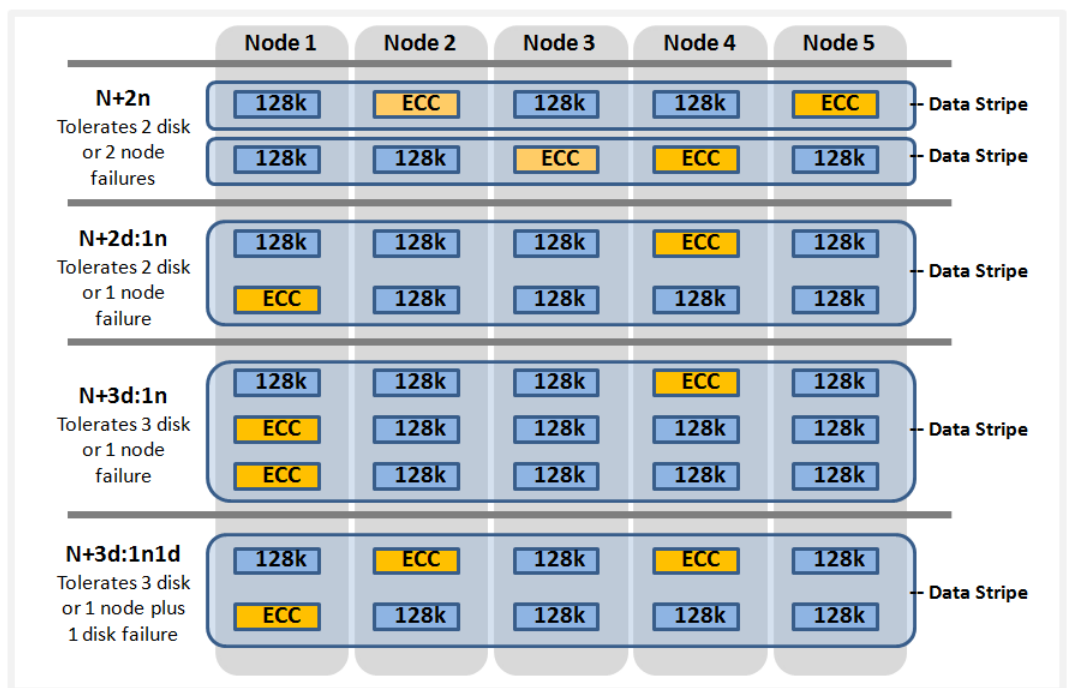 Node 1 Node 2 Node 3 Node 4 Node 5
N+2n
Tolerates 2 disk
or 2 node
failures
128k ECC 128k 128k ECC -- Data Stripe
128k 128k ECC ECC 128k -- Data Stripe
N+2d:1n
Tolerates 2 disk
or 1 node
failure
128k 128k 128k ECC 128k
-- Data Stripe
ECC 128k 128k 128k 128k
N+3d:1n
Tolerates 3 disk
or 1 node
failure
128k 128k 128k ECC 128k
ECC 128k 128k 128k 128k -- Data Stripe
ECC 128k 128k 128k 128k
N+3d:1n1d
Tolerates 3 disk
or 1 node plus
1 disk failure
128k ECC 128k ECC 128k
-- Data Stripe
ECC 128k 128k 128k 128k